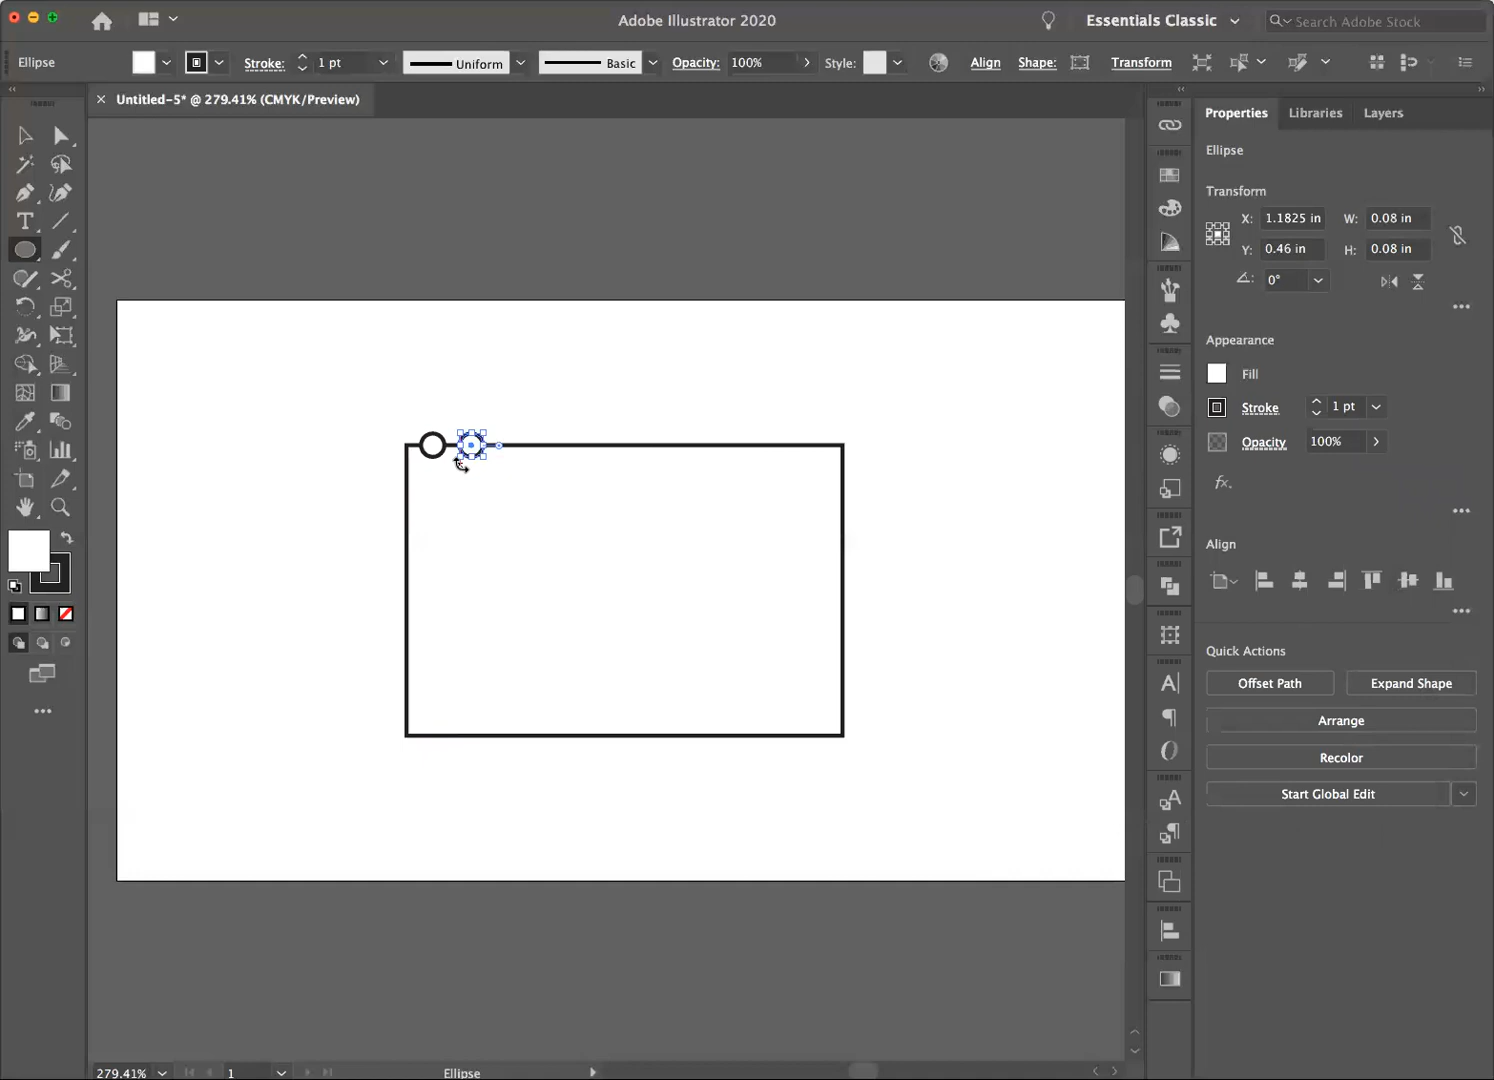 Adobe Illustrator 2020
Essentials Classic
Search Adobe Stock
Ellipse
Stroke:
1 pt
Uniform
Basic
Opacity:
100%
Style:
Align
Shape:
Transform
Untitled-5* @ 279.41% (CMYK/Preview)
Properties
Libraries
Layers
Ellipse
Transform
X: 1.1825 in W: 0.08 in
Y: 0.46 in H: 0.08 in
0°
Appearance
Fill
Stroke 1 pt
Opacity 100%
fx.
Align
Quick Actions
Offset Path
Expand Shape
Arrange
Recolor
Start Global Edit
279.41%
1
Ellipse